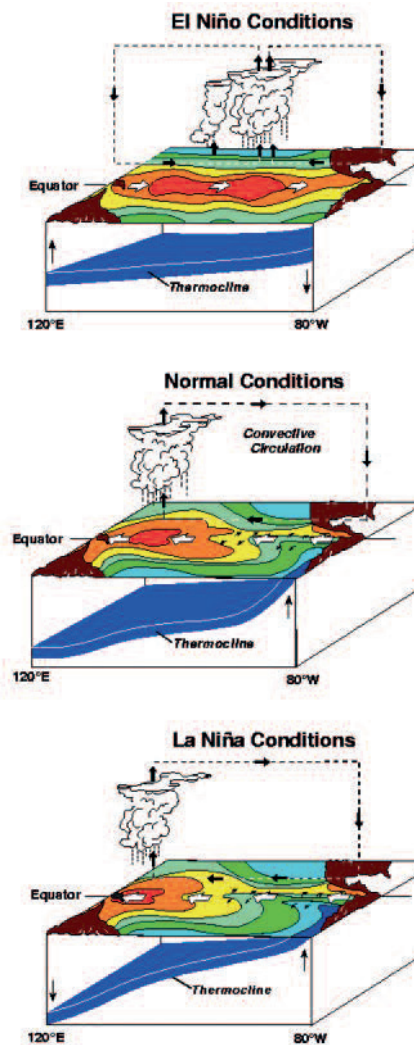 El Niño Conditions
Equator
Thermocline
120°E
80°W
Normal Conditions
Convective
Circulation
Equator
Thermocline
120°E
80°W
La Niña Conditions
Equator
Thermocline
120°E
80°W